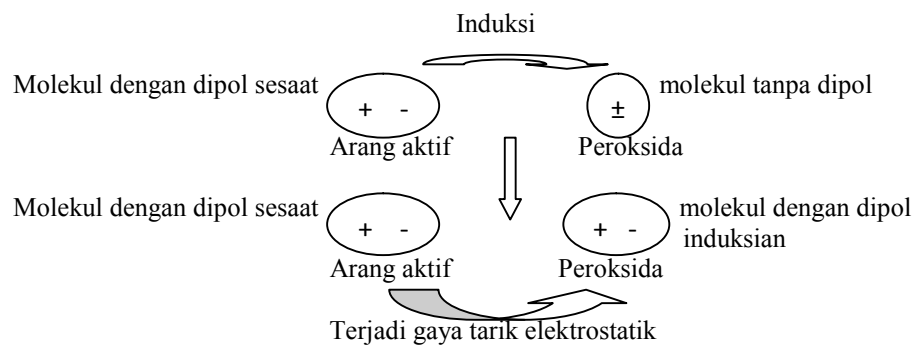 Induksi
Molekul dengan dipol sesaat
+ -
±
molekul tanpa dipol
Arang aktif
Peroksida
Molekul dengan dipol sesaat
+ -
+ -
molekul dengan dipol
induksian
Arang aktif
Peroksida
Terjadi gaya tarik elektrostatik